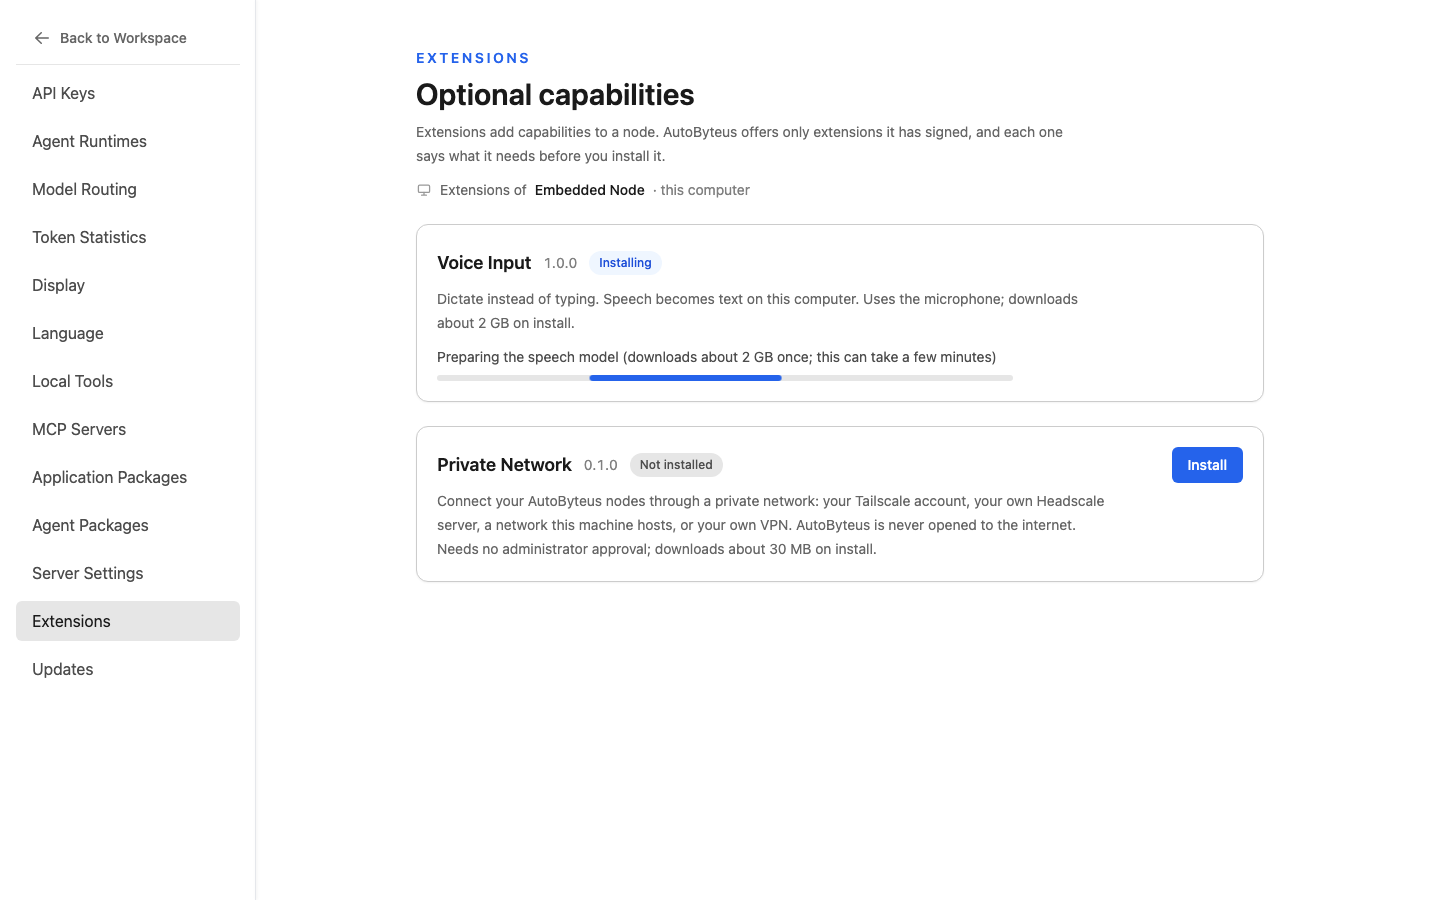 Back to Workspace
API Keys
Agent Runtimes
Model Routing
Token Statistics
Display
Language
Local Tools
MCP Servers
Application Packages
Agent Packages
Server Settings
Extensions
Updates
EXTENSIONS
Optional capabilities
Extensions add capabilities to a node. AutoByteus offers only extensions it has signed, and each one
says what it needs before you install it.
Extensions of Embedded Node · this computer
Voice Input 1.0.0 Installing
Dictate instead of typing. Speech becomes text on this computer. Uses the microphone; downloads
about 2 GB on install.
Preparing the speech model (downloads about 2 GB once; this can take a few minutes)
Private Network 0.1.0 Not installed Install
Connect your AutoByteus nodes through a private network: your Tailscale account, your own Headscale
server, a network this machine hosts, or your own VPN. AutoByteus is never opened to the internet.
Needs no administrator approval; downloads about 30 MB on install.